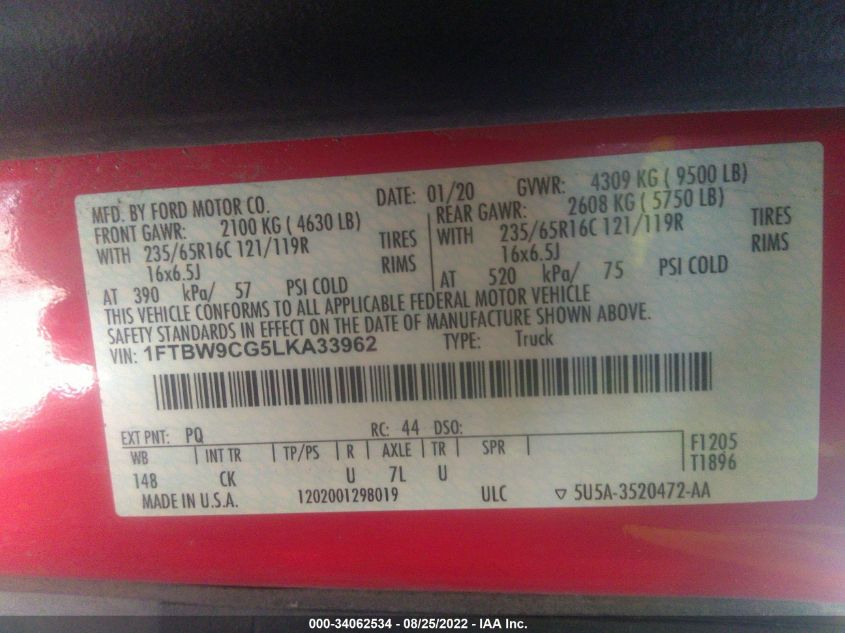 MFD. BY FORD MOTOR CO. DATE: 01/20 GVWR: 4309 KG ( 9500 LB)
FRONT GAWR: 2100 KG ( 4630 LB) REAR GAWR: 2608 KG ( 5750 LB)
WITH 235/65R16C 121/119R TIRES WITH 235/65R16C 121/119R TIRES
16x6.5J RIMS 16x6.5J RIMS
AT 390 kPa/ 57 PSI COLD AT 520 kPa/ 75 PSI COLD
THIS VEHICLE CONFORMS TO ALL APPLICABLE FEDERAL MOTOR VEHICLE
SAFETY STANDARDS IN EFFECT ON THE DATE OF MANUFACTURE SHOWN ABOVE.
VIN: 1FTBW9CG5LKA33962 TYPE: Truck
EXT PNT: PQ RC: 44 DSO:
WB INT TR TP/PS R AXLE TR SPR F1205
148 CK U 7L U T1896
MADE IN U.S.A. 1202001298019 ULC ▽ 5U5A-3520472-AA
000-34062534 - 08/25/2022 - IAA Inc.